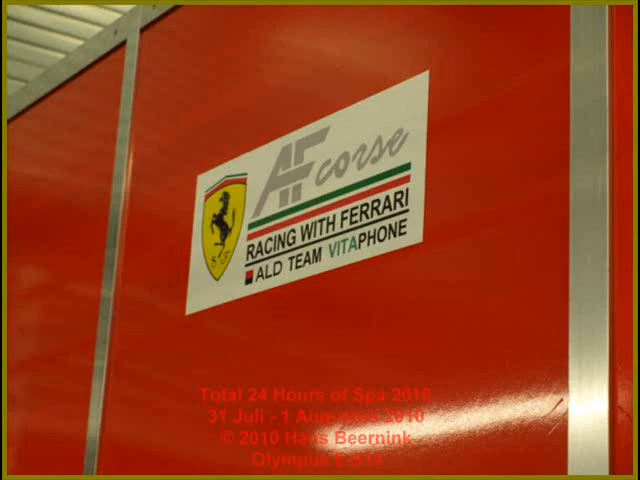 AF corse
S F
RACING WITH FERRARI
ALD TEAM VITAPHONE
Total 24 Hours of Spa 2010
31 Juli - 1 Augustus 2010
© 2010 Hans Beernink
Olympus E-510